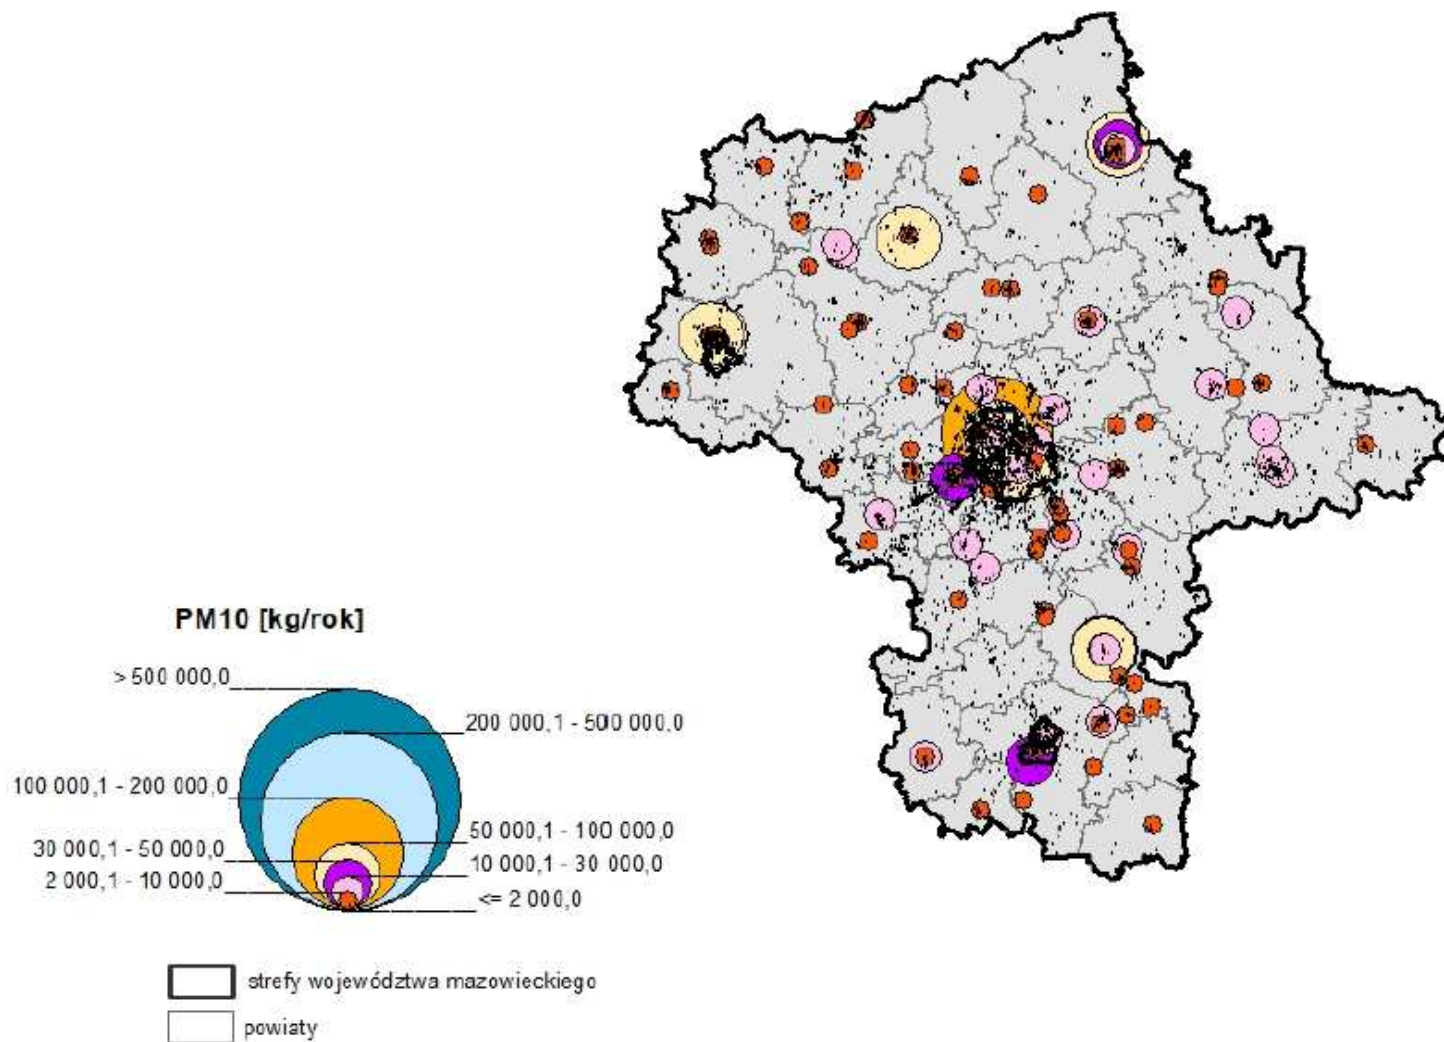 PM10 [kg/rok]
> 500 000,0
200 000,1 - 500 000,0
100 000,1 - 200 000,0
50 000,1 - 100 000,0
30 000,1 - 50 000,0
10 000,1 - 30 000,0
2 000,1 - 10 000,0
<= 2 000,0
strefy województwa mazowieckiego
powiaty